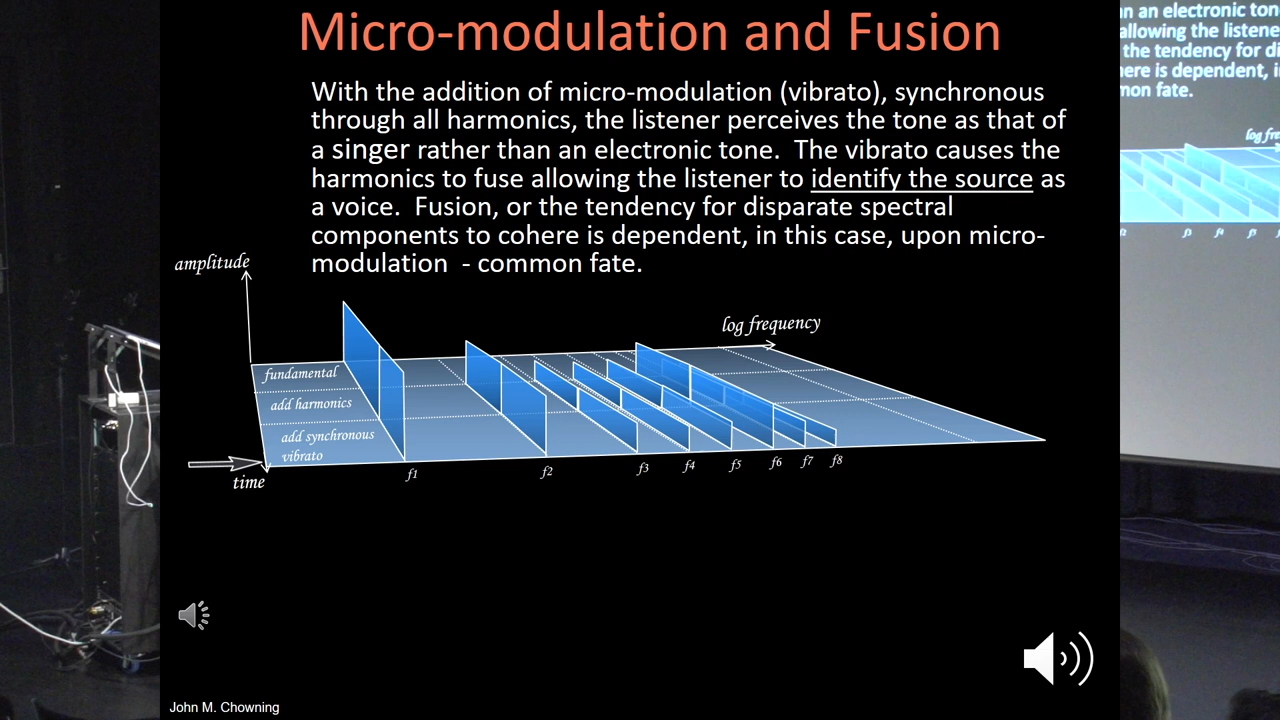 Micro-modulation and Fusion
With the addition of micro-modulation (vibrato), synchronous
through all harmonics, the listener perceives the tone as that of
a singer rather than an electronic tone. The vibrato causes the
harmonics to fuse allowing the listener to identify the source as
a voice. Fusion, or the tendency for disparate spectral
components to cohere is dependent, in this case, upon micro-
modulation - common fate.
amplitude
log frequency
fundamental
add harmonics
add synchronous
vibrato
time
f1
f2
f3
f4
f5
f6
f7
f8
John M. Chowning
an electronic ton
allowing the listene
the tendency for di
here is dependent, i
mon fate.
log fre
f3
f4
f5